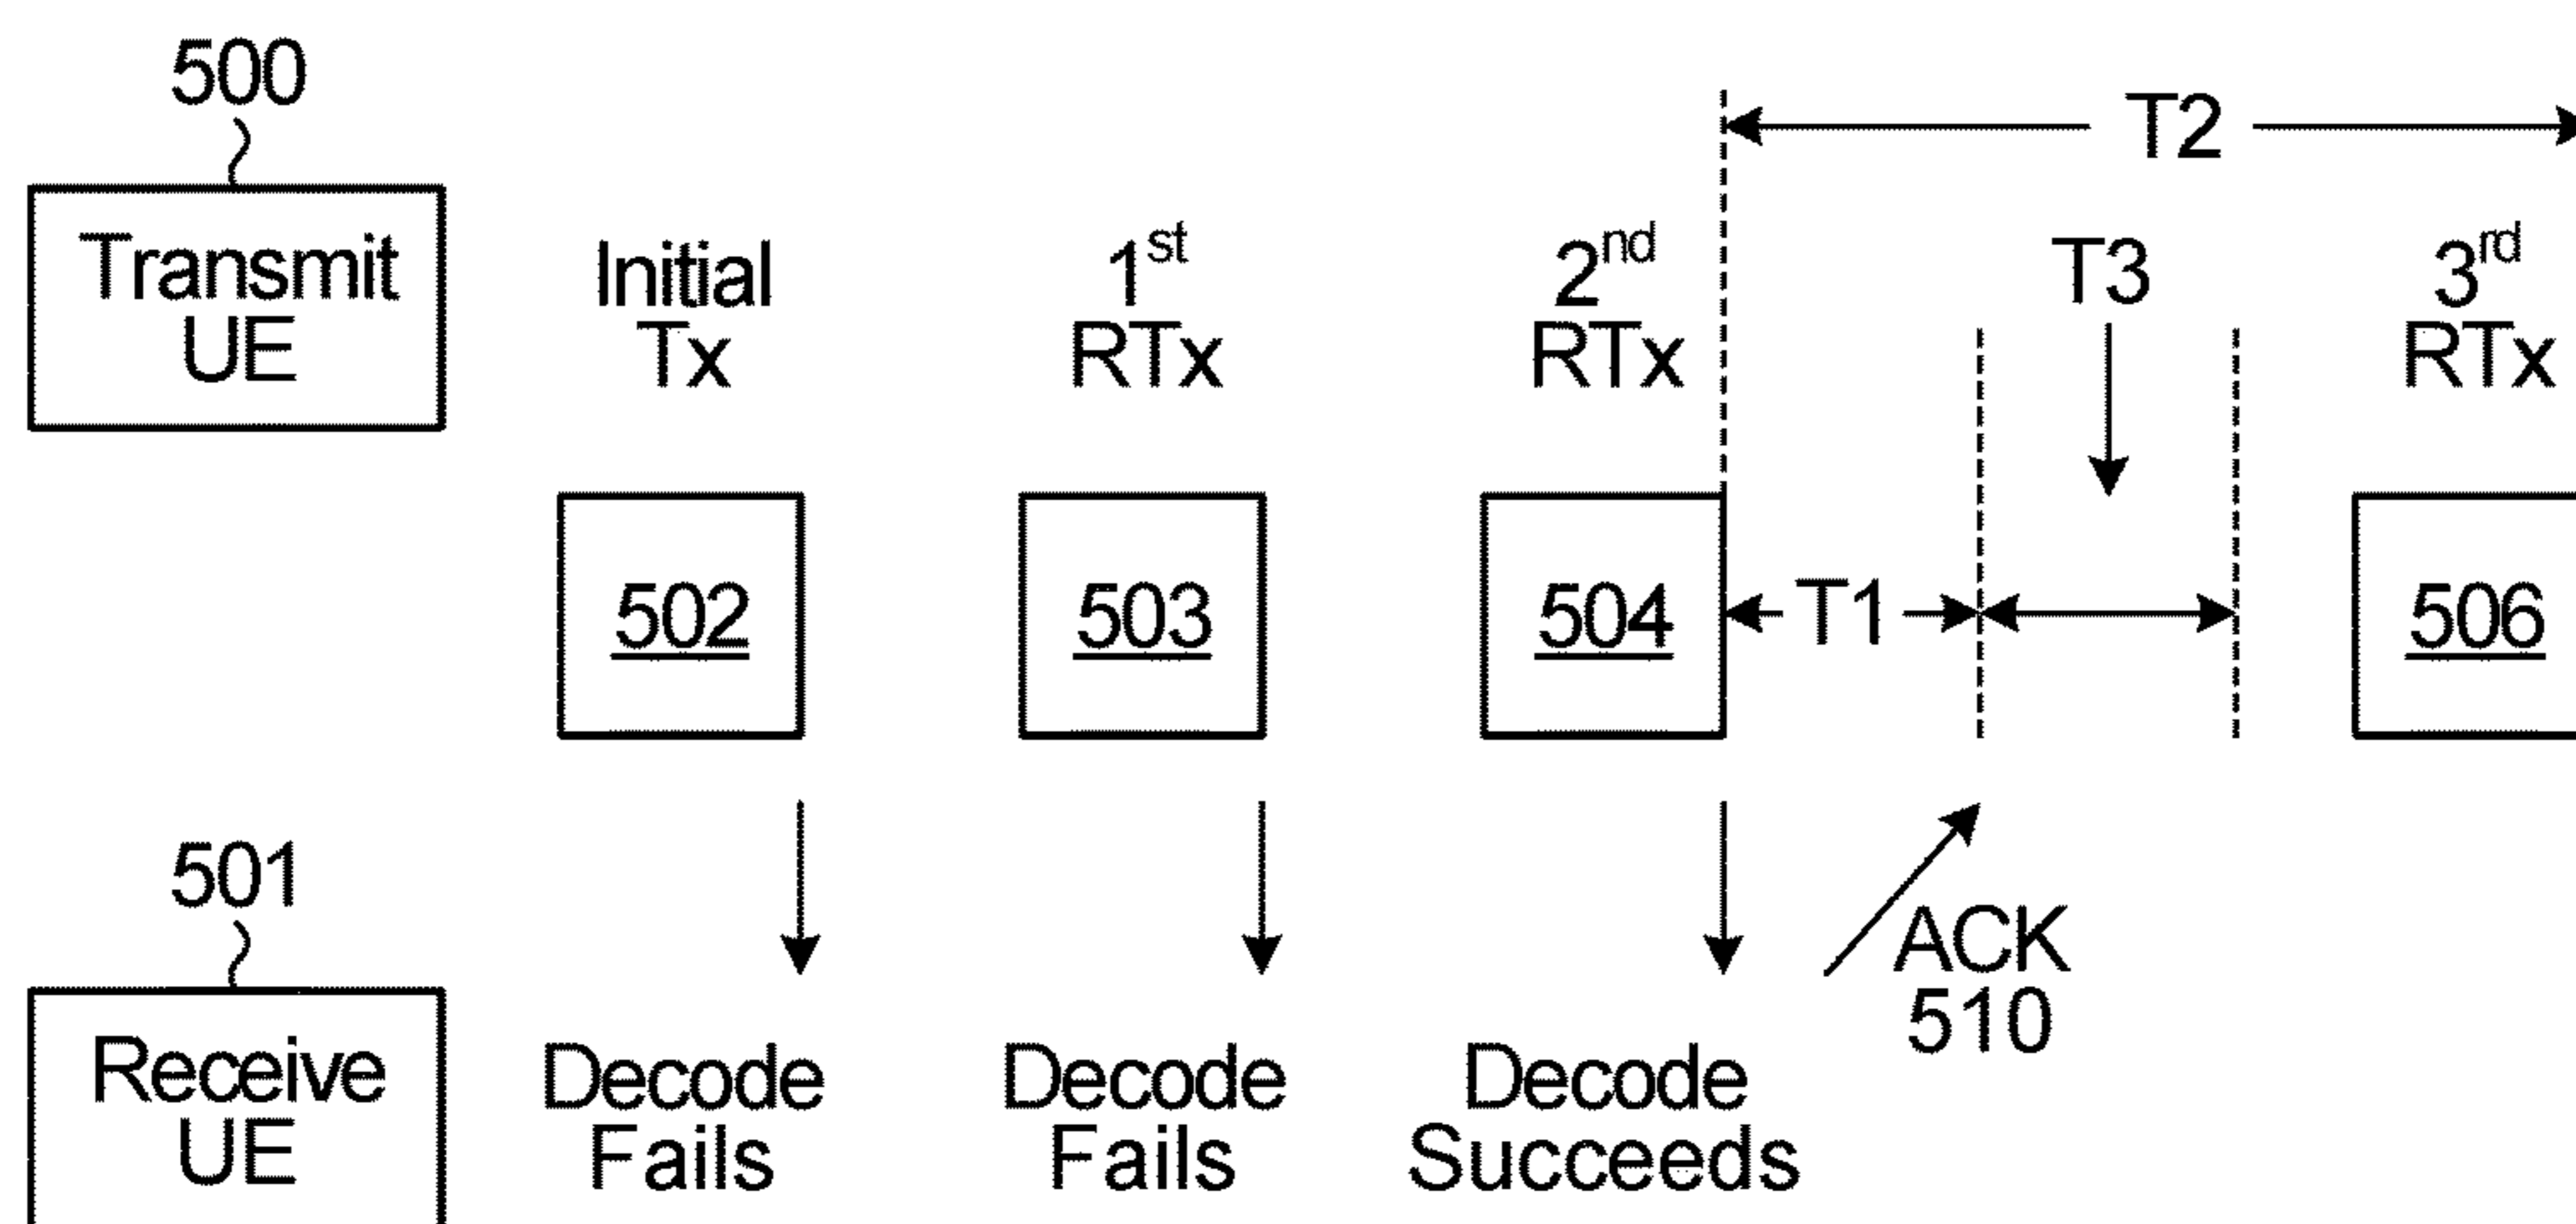 500
Transmit
UE
Initial
Tx
1st
RTx
2nd
RTx
T2
T3
3rd
RTx
502
503
504
T1
506
501
Receive
UE
Decode
Fails
Decode
Fails
Decode
Succeeds
ACK
510